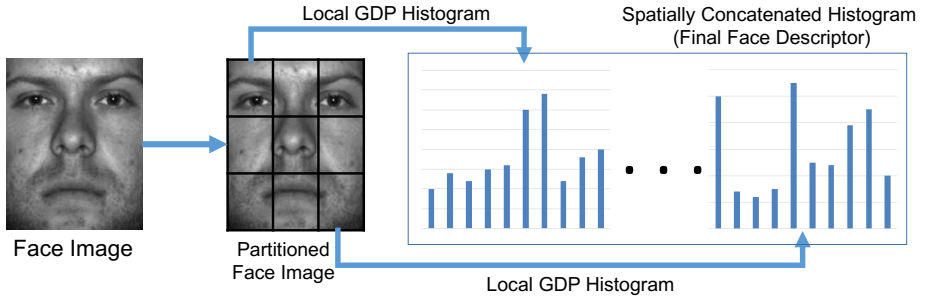 Local GDP Histogram
Spatially Concatenated Histogram
(Final Face Descriptor)
Face Image
Partitioned
Face Image
Local GDP Histogram